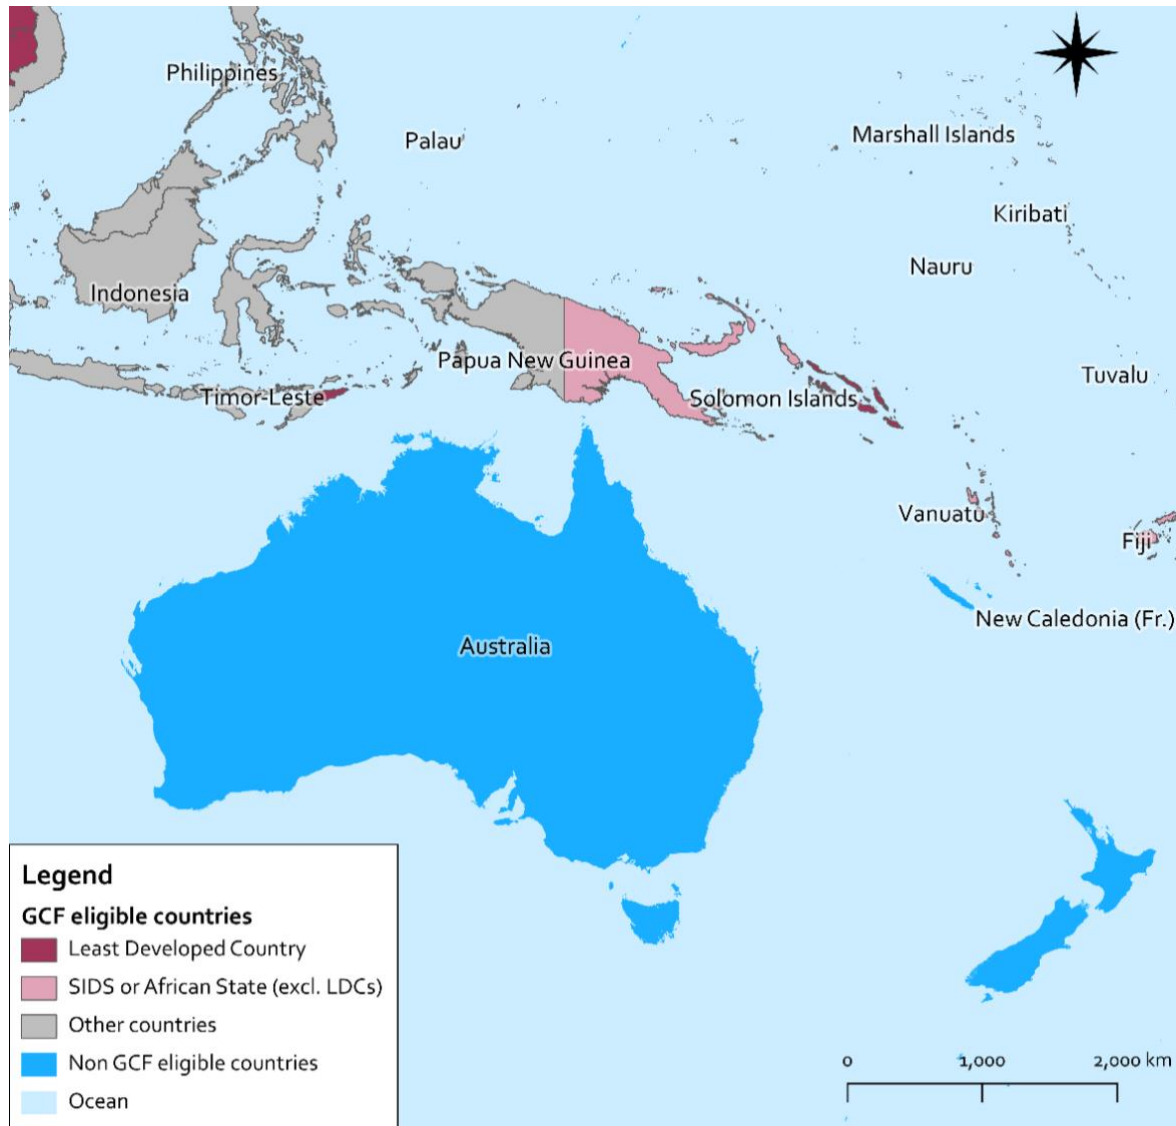 Philippines
Palau
Marshall Islands
Kiribati
Nauru
Indonesia
Papua New Guinea
Tuvalu
Timor-Leste
Solomon Islands
Vanuatu
Fiji
New Caledonia (Fr.)
Australia
Legend
GCF eligible countries
Least Developed Country
SIDS or African State (excl. LDCs)
Other countries
Non GCF eligible countries
Ocean
0 1,000 2,000 km